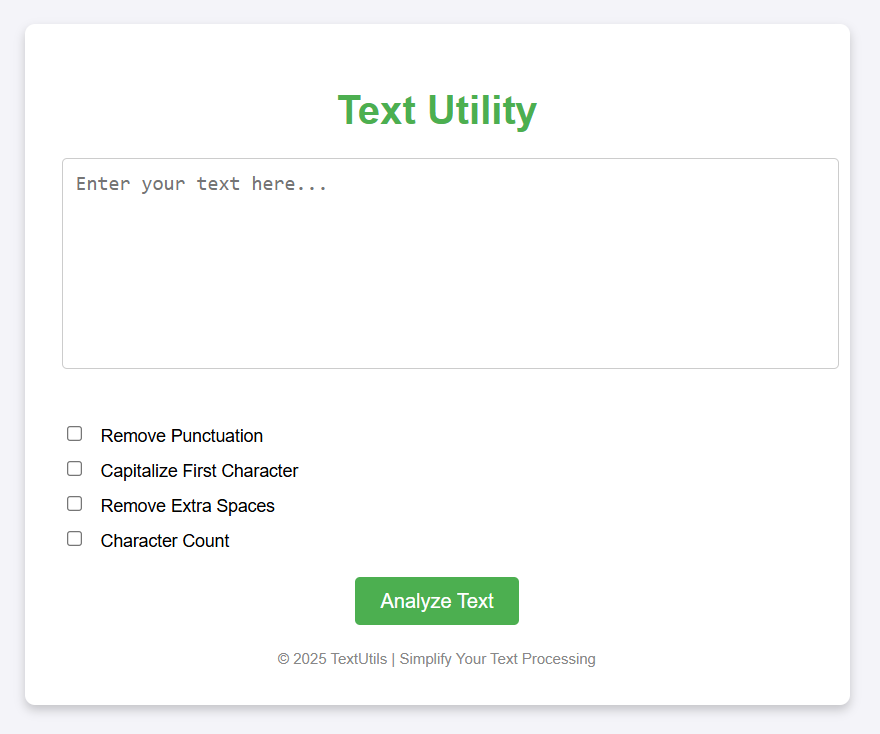 Text Utility
Enter your text here...
Remove Punctuation
Capitalize First Character
Remove Extra Spaces
Character Count
Analyze Text
© 2025 TextUtils | Simplify Your Text Processing